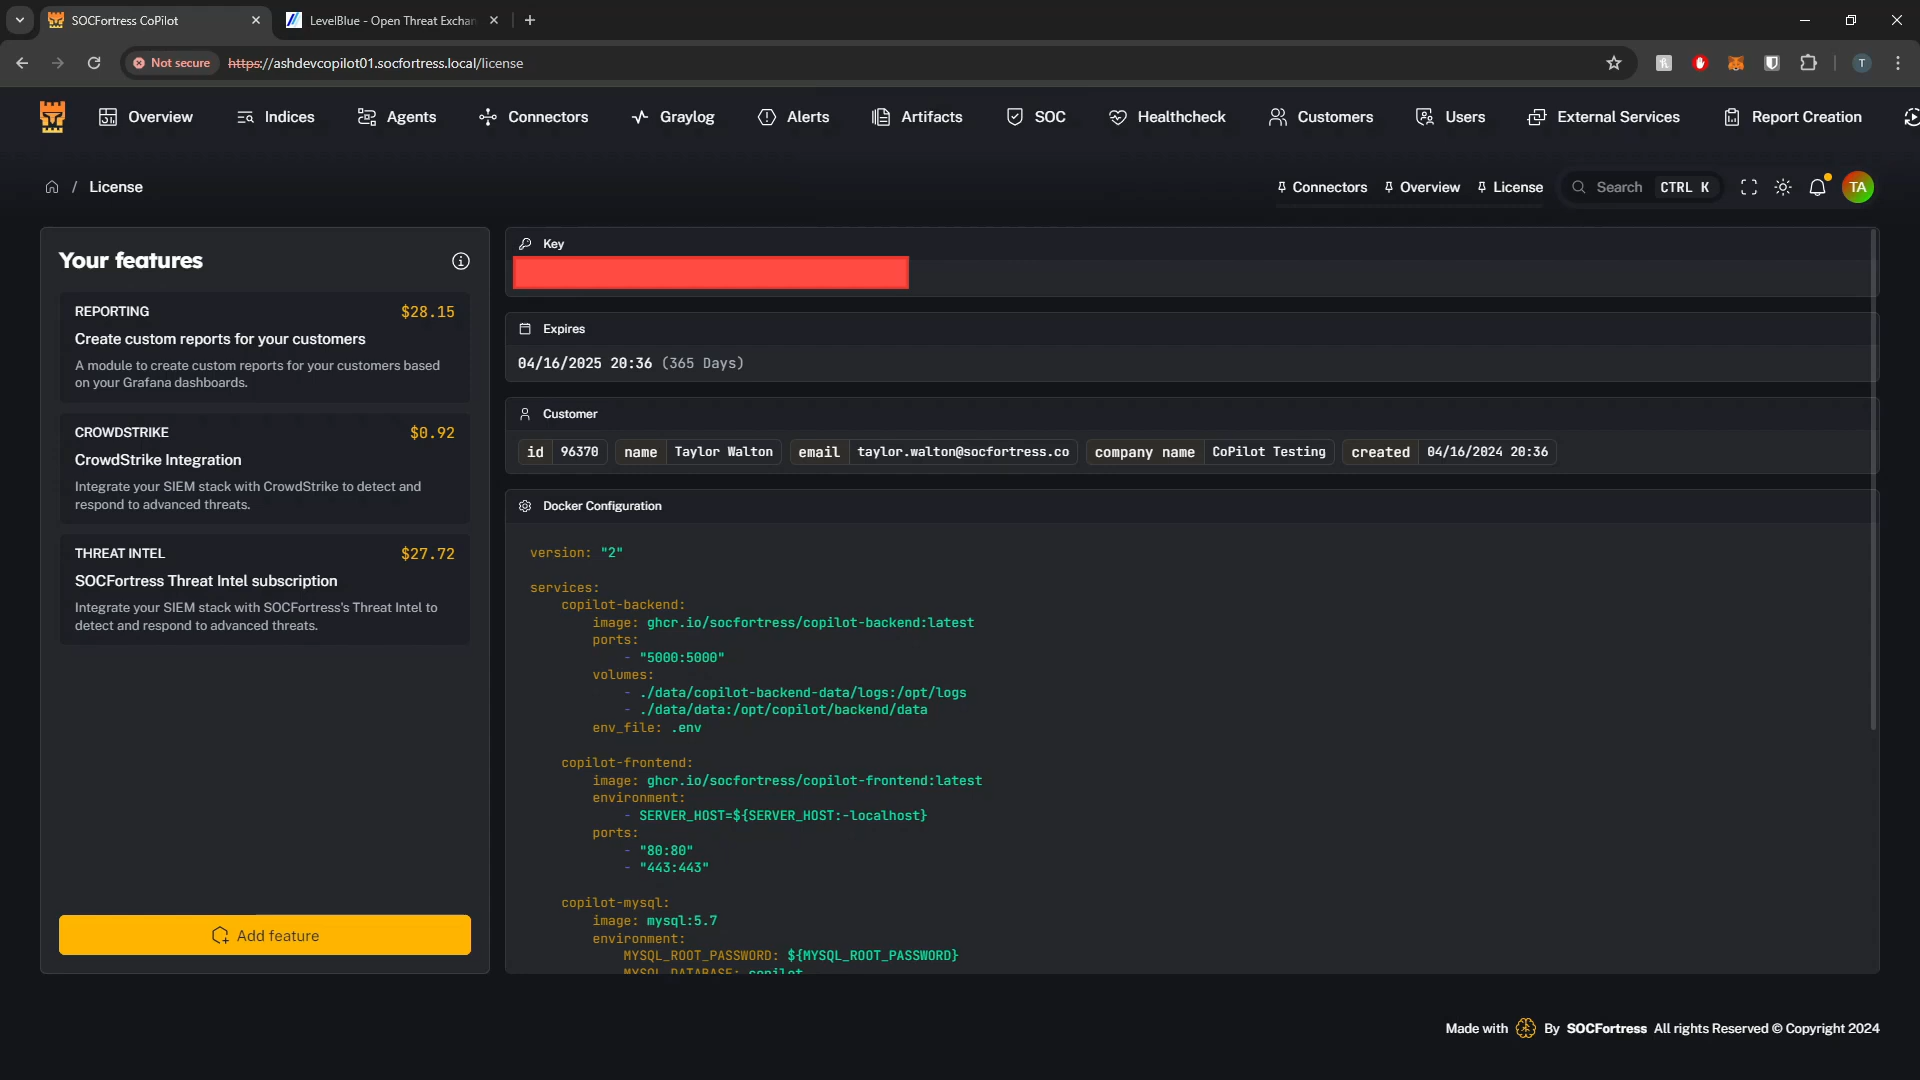 SOCFortress CoPilot
LevelBlue - Open Threat Exchan
Not secure
https://ashdevcopilot01.socfortress.local/license
T
Overview
Indices
Agents
Connectors
Graylog
Alerts
Artifacts
SOC
Healthcheck
Customers
Users
External Services
Report Creation
/ License
Connectors
Overview
License
Search CTRL K
TA
Your features
REPORTING $28.15
Create custom reports for your customers
A module to create custom reports for your customers based
on your Grafana dashboards.
CROWDSTRIKE $0.92
CrowdStrike Integration
Integrate your SIEM stack with CrowdStrike to detect and
respond to advanced threats.
THREAT INTEL $27.72
SOCFortress Threat Intel subscription
Integrate your SIEM stack with SOCFortress's Threat Intel to
detect and respond to advanced threats.
Add feature
Key
Expires
04/16/2025 20:36 (365 Days)
Customer
id 96370 name Taylor Walton email taylor.walton@socfortress.co company name CoPilot Testing created 04/16/2024 20:36
Docker Configuration
version: "2"
services:
copilot-backend:
image: ghcr.io/socfortress/copilot-backend:latest
ports:
- "5000:5000"
volumes:
- ./data/copilot-backend-data/logs:/opt/logs
- ./data/data:/opt/copilot/backend/data
env_file: .env
copilot-frontend:
image: ghcr.io/socfortress/copilot-frontend:latest
environment:
- SERVER_HOST=${SERVER_HOST:-localhost}
ports:
- "80:80"
- "443:443"
copilot-mysql:
image: mysql:5.7
environment:
MYSQL_ROOT_PASSWORD: ${MYSQL_ROOT_PASSWORD}
MYSQL_DATABASE: copilot
Made with By SOCFortress All rights Reserved © Copyright 2024